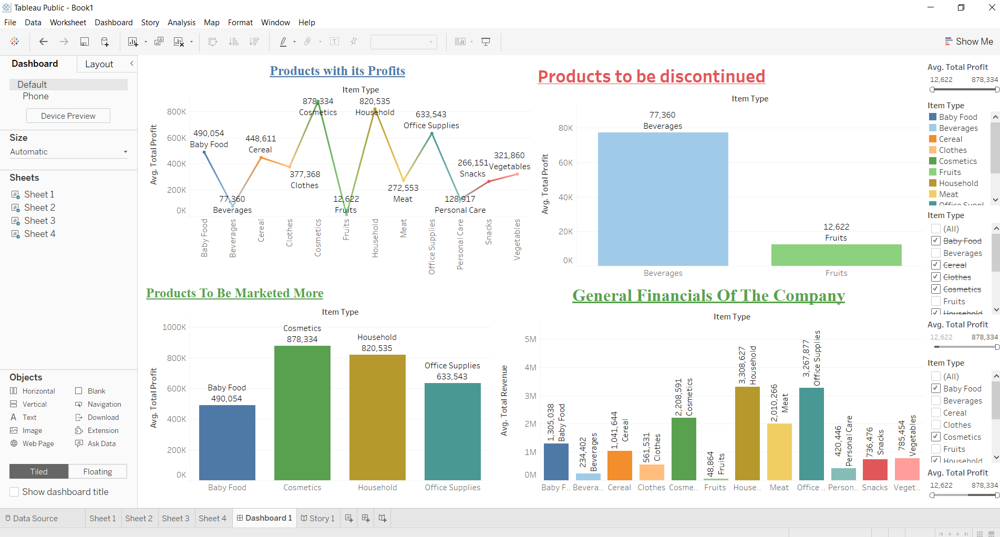 Tableau Public - Book1
File Data Worksheet Dashboard Story Analysis Map Format Window Help
Show Me
Dashboard
Layout
Default
Phone
Device Preview
Size
Automatic
Sheets
Sheet 1
Sheet 2
Sheet 3
Sheet 4
Objects
Horizontal
Blank
Vertical
Navigation
Text
Download
Image
Extension
Web Page
Ask Data
Tiled
Floating
Show dashboard title
Products with its Profits
Item Type
Avg. Total Profit
800K
600K
400K
200K
0K
490,054
Baby Food
77,360
Beverages
448,611
Cereal
377,368
Clothes
878,334
Cosmetics
12,622
Fruits
820,535
Household
272,553
Meat
633,543
Office Supplies
128,917
Personal Care
266,151
Snacks
321,860
Vegetables
Baby Food
Beverages
Cereal
Clothes
Cosmetics
Fruits
Household
Meat
Office Supplies
Personal Care
Snacks
Vegetables
Products to be discontinued
Item Type
Avg. Total Profit
80K
60K
40K
20K
0K
77,360
Beverages
12,622
Fruits
Beverages
Fruits
Products To Be Marketed More
Item Type
Avg. Total Profit
1000K
800K
600K
400K
200K
0K
Baby Food
490,054
Cosmetics
878,334
Household
820,535
Office Supplies
633,543
Baby Food
Cosmetics
Household
Office Supplies
General Financials Of The Company
Item Type
Avg. Total Revenue
5M
4M
3M
2M
1M
0M
1,305,038
Baby Food
234,402
Beverages
1,041,644
Cereal
561,531
Clothes
2,208,591
Cosmetics
48,864
Fruits
3,308,627
Household
2,010,266
Meat
3,267,877
Office Supplies
420,446
Personal Care
736,476
Snacks
785,454
Vegetables
Baby F..
Bevera..
Cereal
Clothes
Cosme..
Fruits
House..
Meat
Office ..
Person..
Snacks
Veget..
Avg. Total Profit
12,622 878,334
Item Type
Baby Food
Beverages
Cereal
Clothes
Cosmetics
Fruits
Household
Meat
Office Suppl
Item Type
(All)
Baby Food
Beverages
Cereal
Clothes
Cosmetics
Fruits
Household
Avg. Total Profit
12,622 878,334
Item Type
(All)
Baby Food
Beverages
Cereal
Clothes
Cosmetics
Fruits
Household
Avg. Total Profit
12,622 878,334
Data Source
Sheet 1
Sheet 2
Sheet 3
Sheet 4
Dashboard 1
Story 1